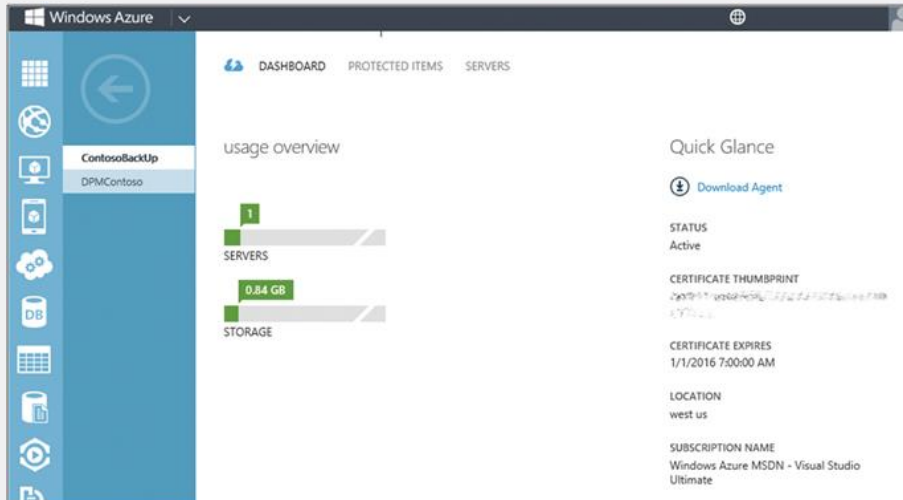 Windows Azure
DASHBOARD PROTECTED ITEMS SERVERS
ContosoBackUp
DPMContoso
usage overview
1
SERVERS
0.84 GB
STORAGE
Quick Glance
Download Agent
STATUS
Active
CERTIFICATE THUMBPRINT
CERTIFICATE EXPIRES
1/1/2016 7:00:00 AM
LOCATION
west us
SUBSCRIPTION NAME
Windows Azure MSDN - Visual Studio
Ultimate
DB